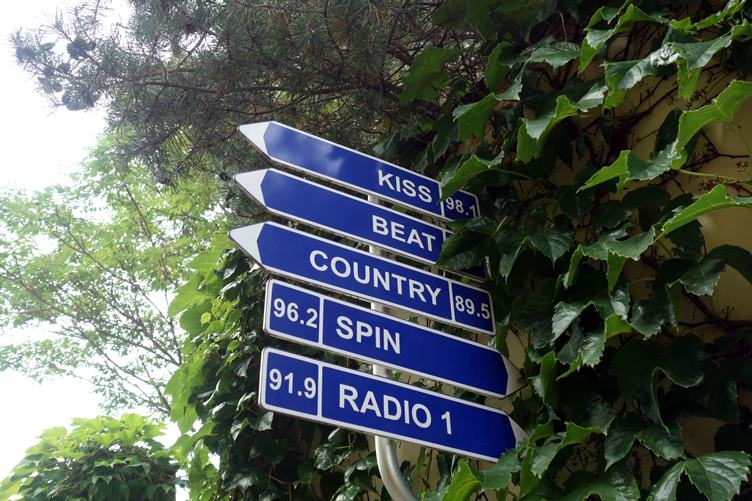 KISS 98.1
BEAT
COUNTRY 89.5
96.2 SPIN
91.9 RADIO 1